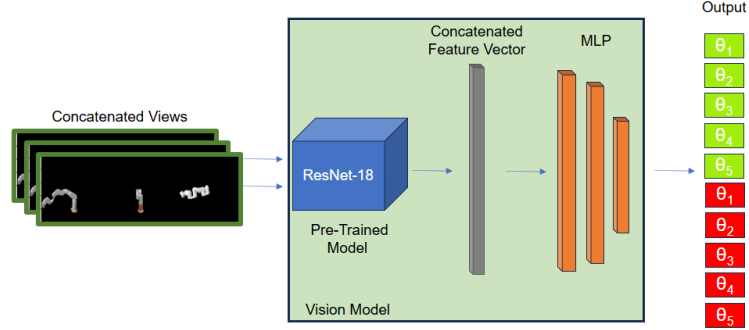 Output
Concatenated
Feature Vector
MLP
Concatenated Views
ResNet-18
Pre-Trained
Model
Vision Model
θ1
θ2
θ3
θ4
θ5
θ1
θ2
θ3
θ4
θ5